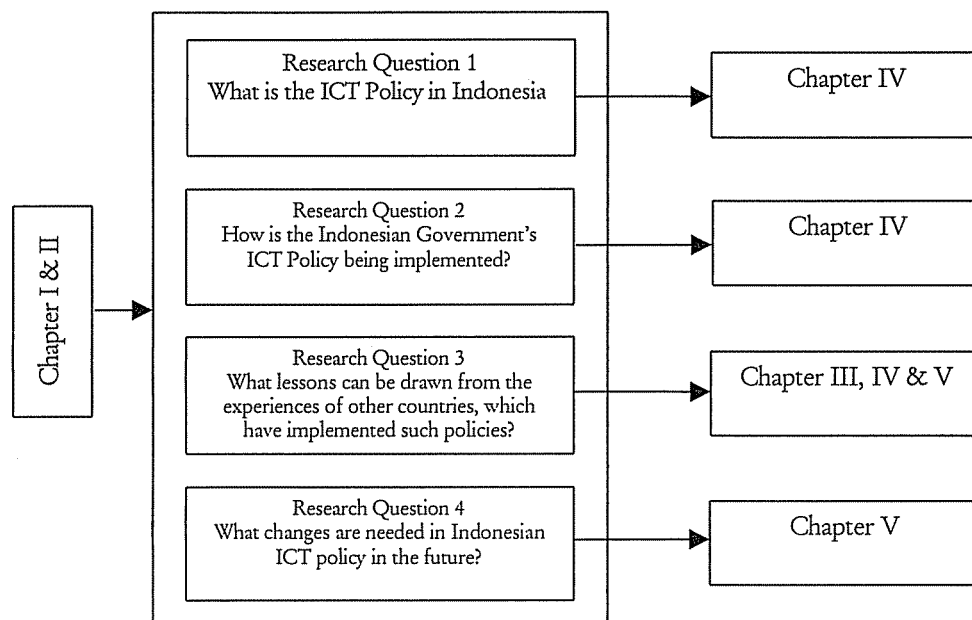 Chapter I & II
Research Question 1
What is the ICT Policy in Indonesia
Chapter IV
Research Question 2
How is the Indonesian Government's
ICT Policy being implemented?
Chapter IV
Research Question 3
What lessons can be drawn from the
experiences of other countries, which
have implemented such policies?
Chapter III, IV & V
Research Question 4
What changes are needed in Indonesian
ICT policy in the future?
Chapter V